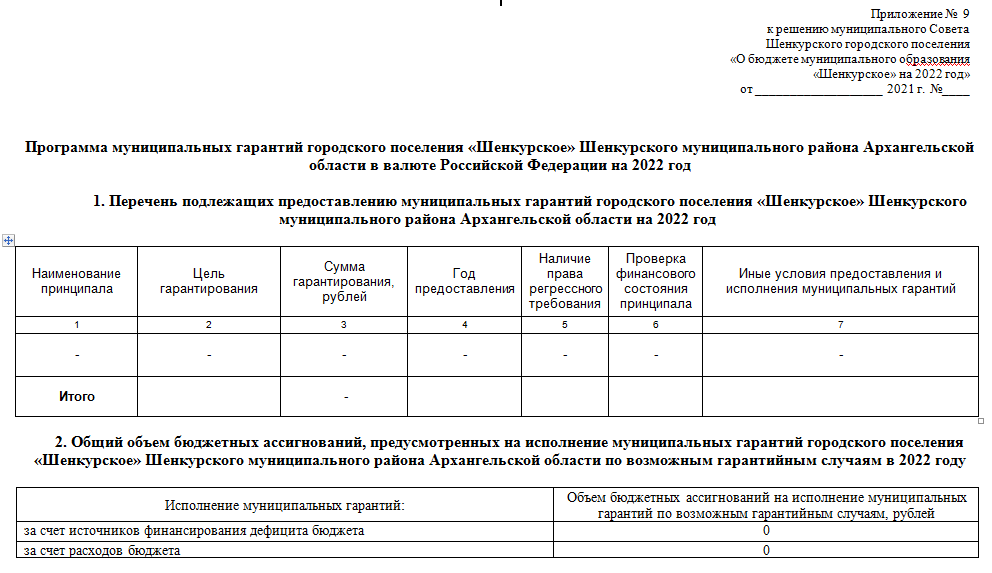 Приложение № 9
к решению муниципального Совета
Шенкурского городского поселения
«О бюджете муниципального образования
«Шенкурское» на 2022 год»
от ___________________ 2021 г. №____
Программа муниципальных гарантий городского поселения «Шенкурское» Шенкурского муниципального района Архангельской
области в валюте Российской Федерации на 2022 год
1. Перечень подлежащих предоставлению муниципальных гарантий городского поселения «Шенкурское» Шенкурского
муниципального района Архангельской области на 2022 год
Наименование
принципала
Цель
гарантирования
Сумма
гарантирования,
рублей
Год
предоставления
Наличие
права
регрессного
требования
Проверка
финансового
состояния
принципала
Иные условия предоставления и
исполнения муниципальных гарантий
1 2 3 4 5 6 7
- - - - - - -
Итого -
2. Общий объем бюджетных ассигнований, предусмотренных на исполнение муниципальных гарантий городского поселения
«Шенкурское» Шенкурского муниципального района Архангельской области по возможным гарантийным случаям в 2022 году
Исполнение муниципальных гарантий:
Объем бюджетных ассигнований на исполнение муниципальных
гарантий по возможным гарантийным случаям, рублей
за счет источников финансирования дефицита бюджета 0
за счет расходов бюджета 0